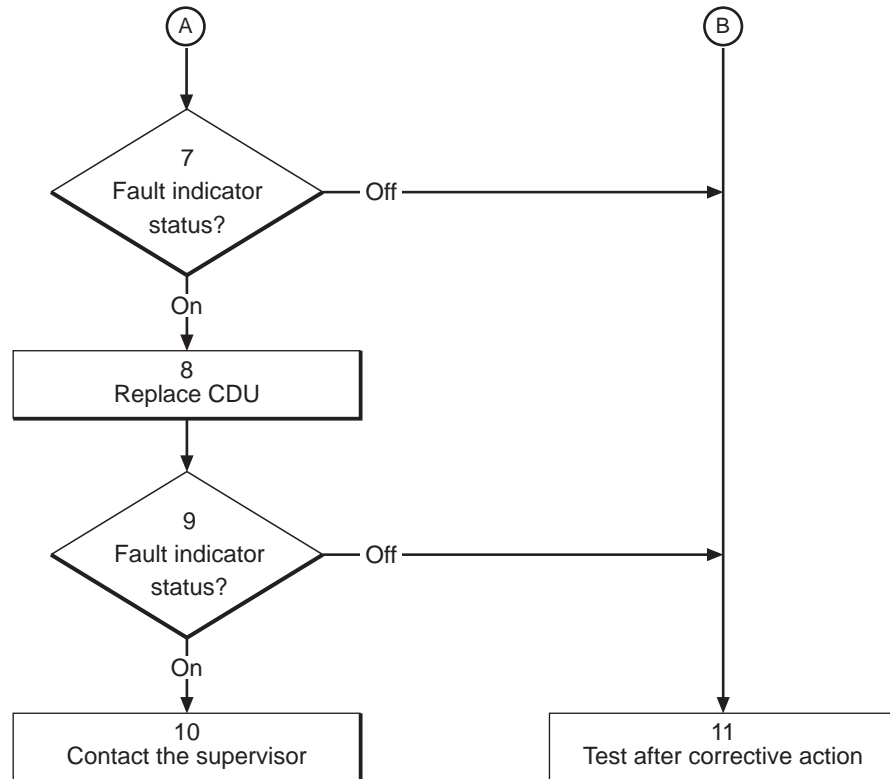 A
B
7
Fault indicator
status?
Off
On
8
Replace CDU
9
Fault indicator
status?
Off
On
10
Contact the supervisor
11
Test after corrective action